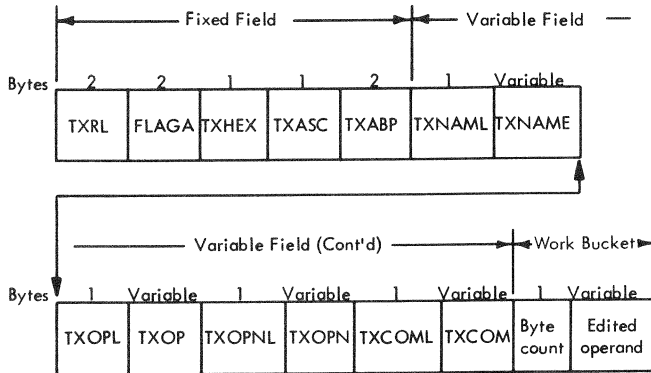 Fixed Field
Variable Field
Bytes 2 2 1 1 2 1 Variable
TXRL FLAGA TXHEX TXASC TXABP TXNAML TXNAME
Variable Field (Cont'd)
Work Bucket
Bytes 1 Variable 1 Variable 1 Variable 1 Variable
TXOPL TXOP TXOPNL TXOPN TXCOML TXCOM Byte count Edited operand